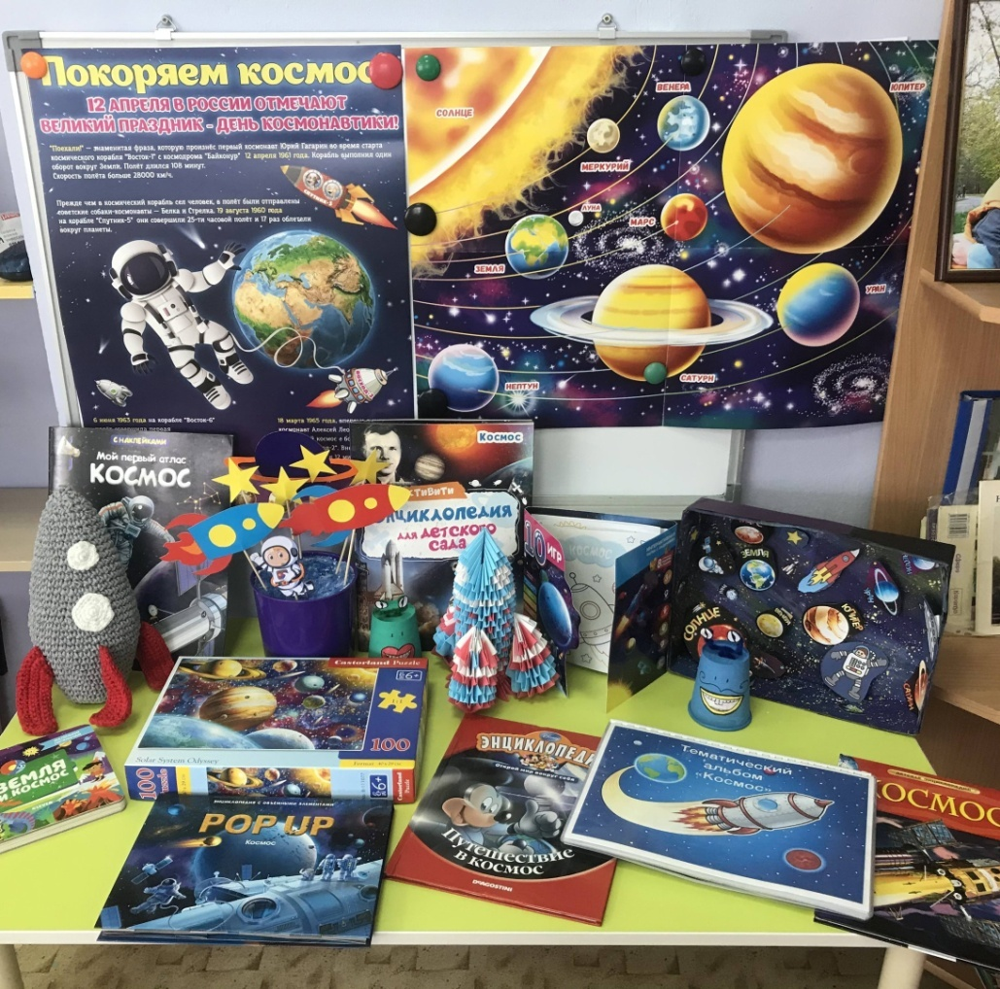 Покоряем космос
12 АПРЕЛЯ В РОССИИ ОТМЕЧАЮТ
ВЕЛИКИЙ ПРАЗДНИК - ДЕНЬ КОСМОНАВТИКИ!
"Поехали!" — знаменитая фраза, которую произнёс первый космонавт Юрий Гагарин во время старта
космического корабля "Восток-1" с космодрома "Байконур" 12 апреля 1961 года. Корабль выполнил один
оборот вокруг Земли. Полёт длился 108 минут.
Скорость полёта больше 28000 км/ч.
Прежде чем в космический корабль сел человек, в полёт были отправлены
советские собаки-космонавты — Белка и Стрелка. 19 августа 1960 года
на корабле "Спутник-5" они совершили 25-ти часовой полёт и 17 раз облетели
вокруг планеты.
6 июня 1963 года на корабле "Восток-6"
18 марта 1965 года,
космонавт Алексей
СОЛНЦЕ
ВЕНЕРА
ЮПИТЕР
МЕРКУРИЙ
ЛУНА
МАРС
ЗЕМЛЯ
УРАН
САТУРН
НЕПТУН
С НАКЛЕЙКАМИ
Мой первый атлас
КОСМОС
Космос
ЭНЦИКЛОПЕДИЯ
для детского
сада
10
ИГР
КОСМОС
ЗЕМЛЯ
СОЛНЦЕ
ЮПИТЕР
Castorland Puzzle
6+
100
Solar System Odyssey
100
6+
ЗЕМЛЯ
И КОСМОС
ЭНЦИКЛОПЕДИЯ С ОБЪЕМНЫМИ ЭЛЕМЕНТАМИ
POP UP
Космос
ЭНЦИКЛОПЕДИ
Открой мир вокруг себя
Путешествие
в космос
DeAGOSTINI
Тематический
альбом
«Космос»
КОСМОС